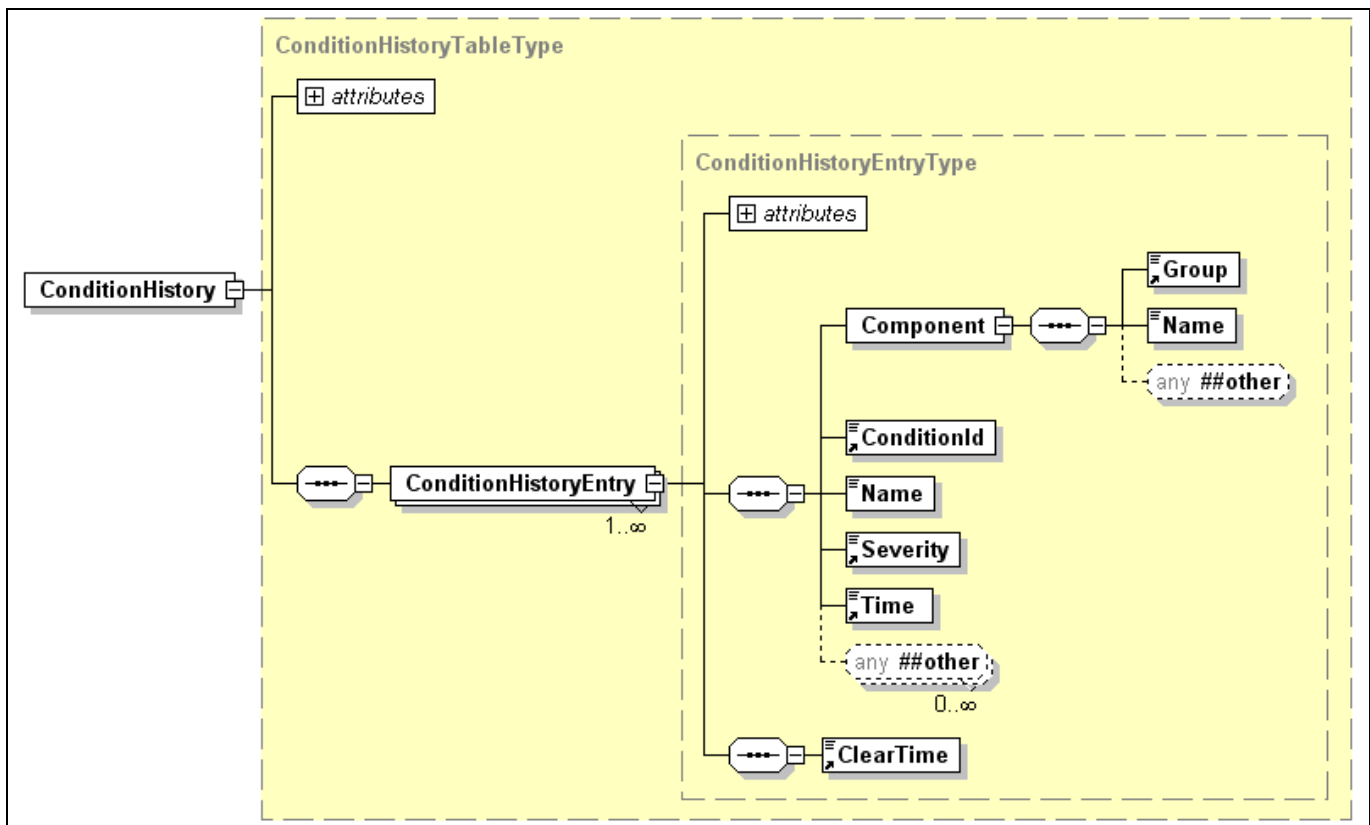 ConditionHistoryTableType
attributes
ConditionHistoryEntryType
attributes
Group
ConditionHistory
Component
Name
any ##other
ConditionId
ConditionHistoryEntry
Name
1..∞
Severity
Time
any ##other
0..∞
ClearTime